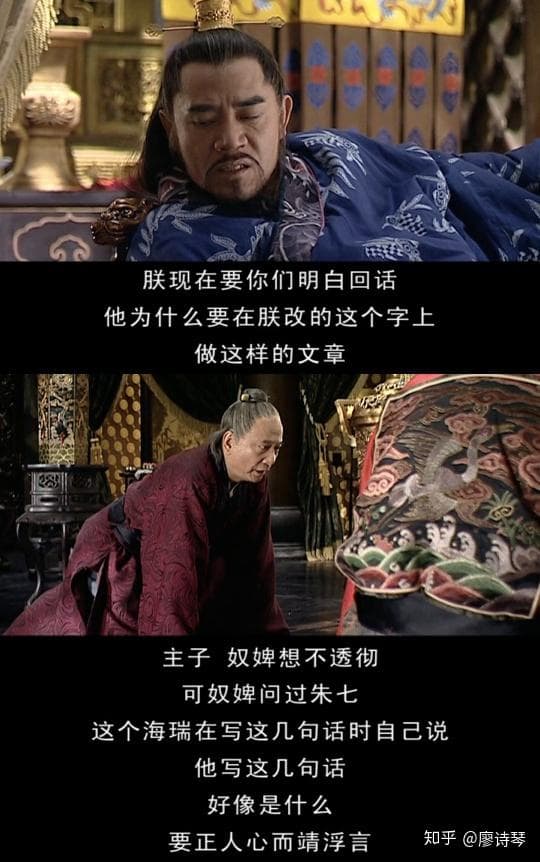 朕现在要你们明白回话
他为什么要在朕改的这个字上
做这样的文章
主子 奴婢想不透彻
可奴婢问过朱七
这个海瑞在写这几句话时自己说
他写这几句话
好像是什么
要正人心而靖浮言
知乎 @廖诗琴